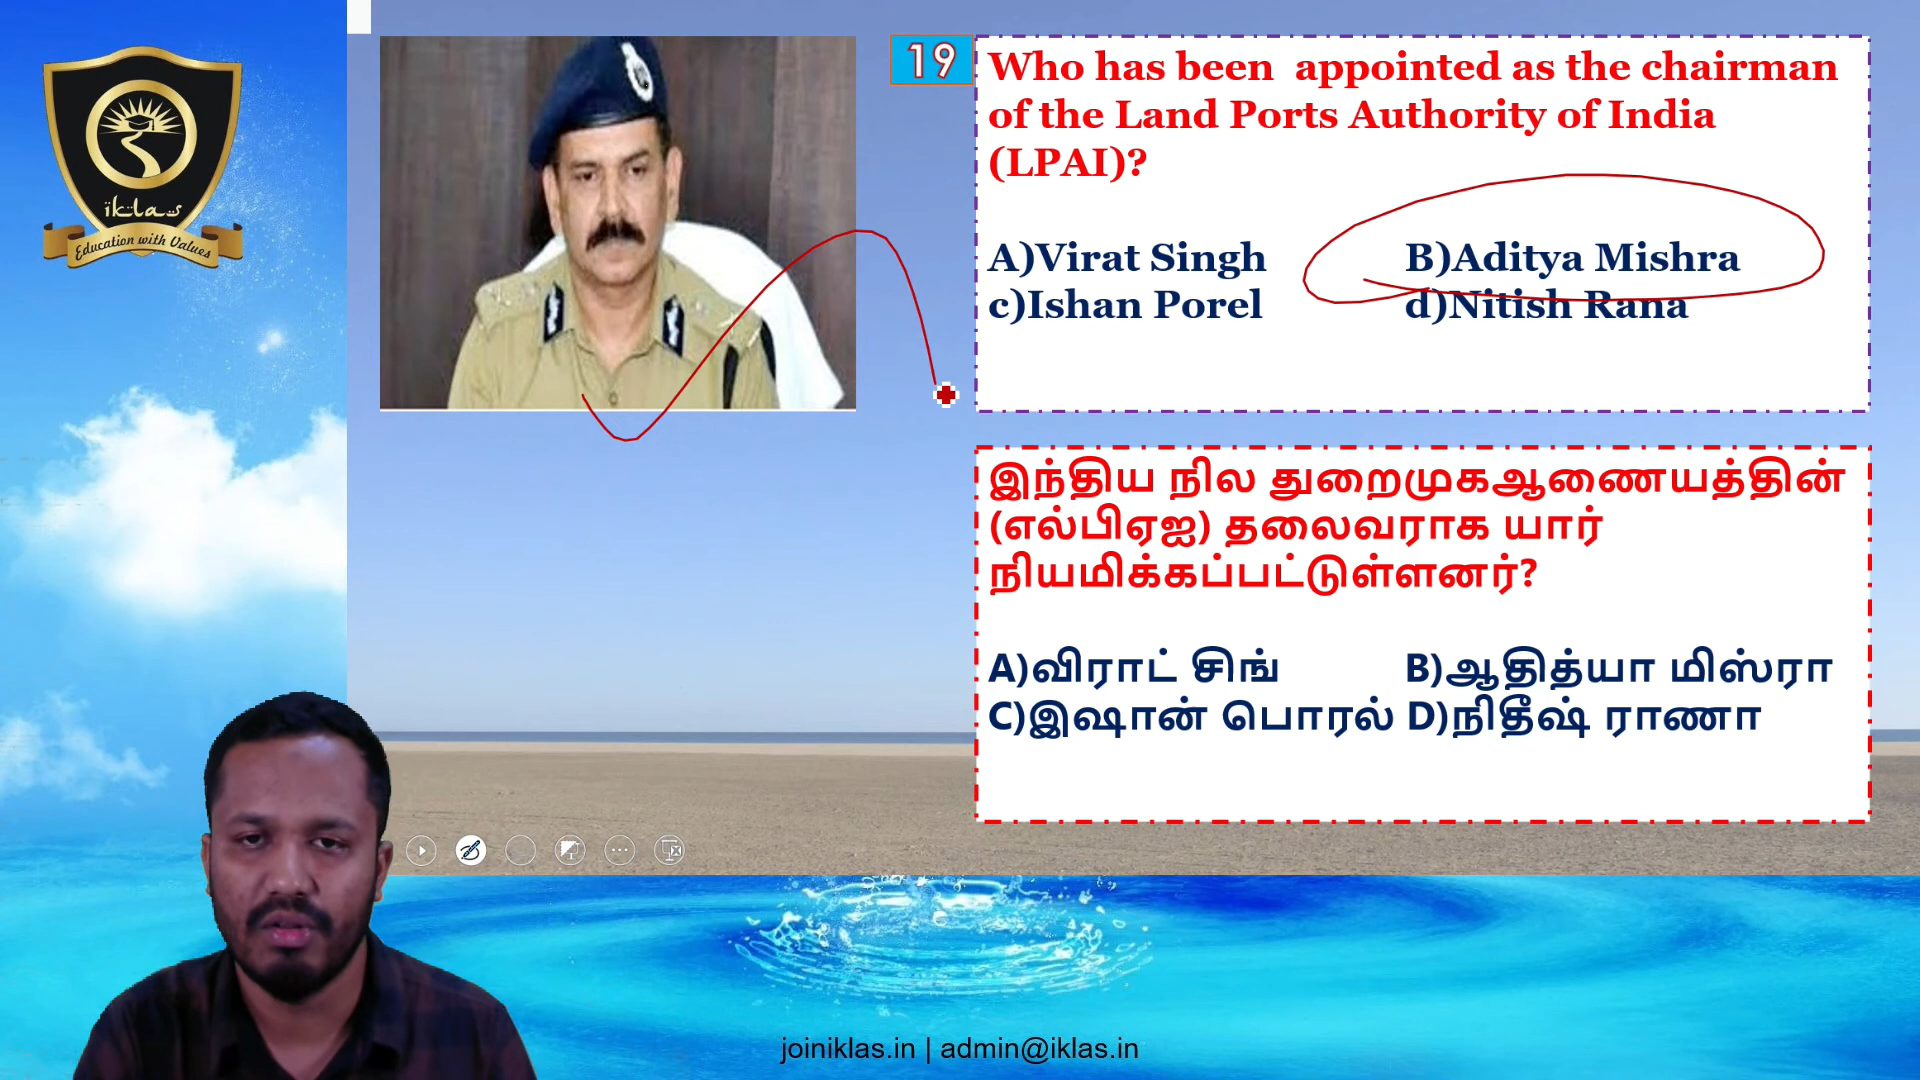 iklas
Education with Values
19
Who has been appointed as the chairman
of the Land Ports Authority of India
(LPAI)?
A)Virat Singh B)Aditya Mishra
c)Ishan Porel d)Nitish Rana
இந்திய நில துறைமுகஆணையத்தின்
(எல்பிஏஐ) தலைவராக யார்
நியமிக்கப்பட்டுள்ளனர்?
A)விராட் சிங் B)ஆதித்யா மிஸ்ரா
C)இஷான் பொரல் D)நிதீஷ் ராணா
joiniklas.in | admin@iklas.in